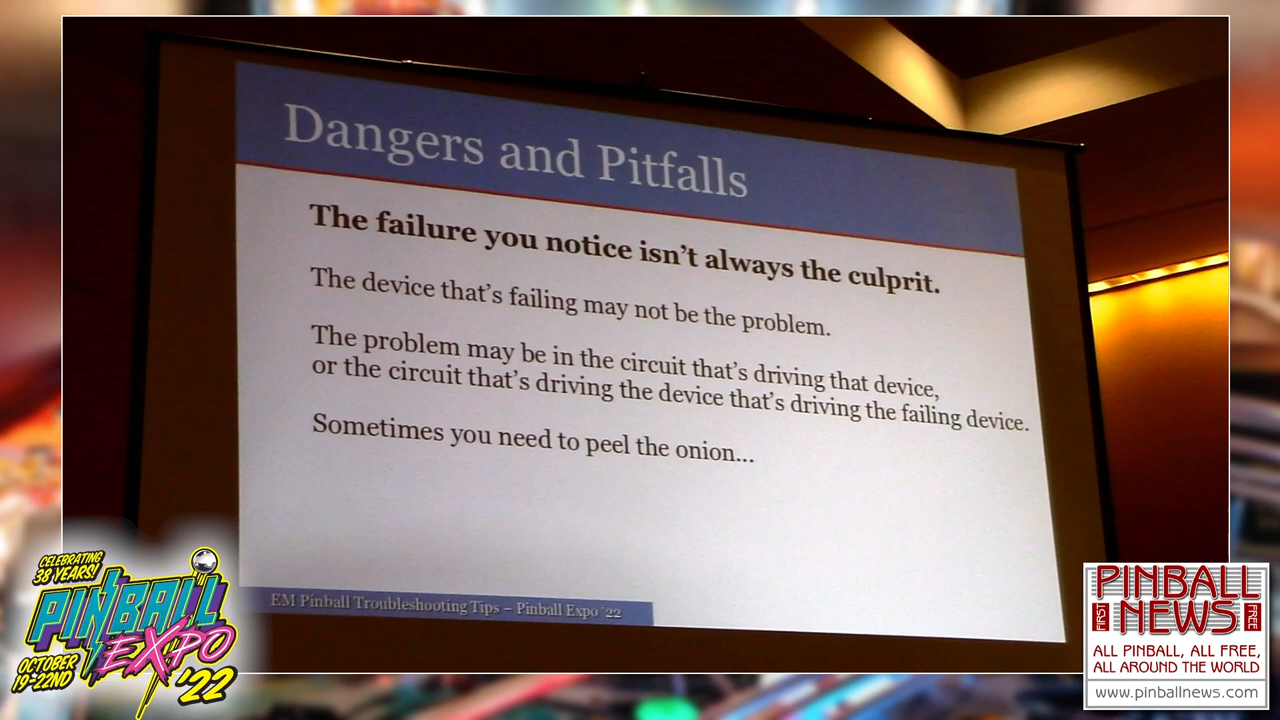 Dangers and Pitfalls
The failure you notice isn't always the culprit.
The device that's failing may not be the problem.
The problem may be in the circuit that's driving that device,
or the circuit that's driving the device that's driving the failing device.
Sometimes you need to peel the onion...
EM Pinball Troubleshooting Tips – Pinball Expo '22
CELEBRATING
38 YEARS!
PINBALL
EXPO
OCTOBER
19-22ND
'22
PINBALL
FIRST NEWS FREE
ALL PINBALL, ALL FREE,
ALL AROUND THE WORLD
www.pinballnews.com